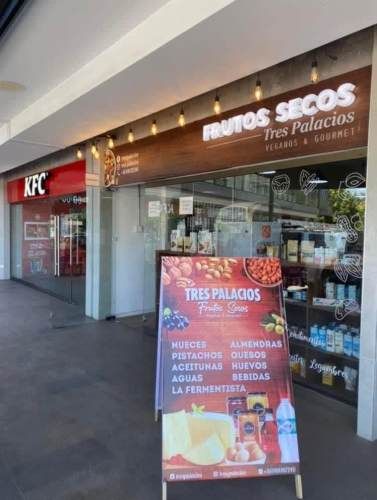 KFC
FRUTOS SECOS
Tres Palacios
VEGANOS & GOURMET
TRES PALACIOS
Frutos Secos
NUECES
ALMENDRAS
PISTACHOS
QUESOS
ACEITUNAS
HUEVOS
AGUAS
BEBIDAS
LA FERMENTISTA
Legumbres